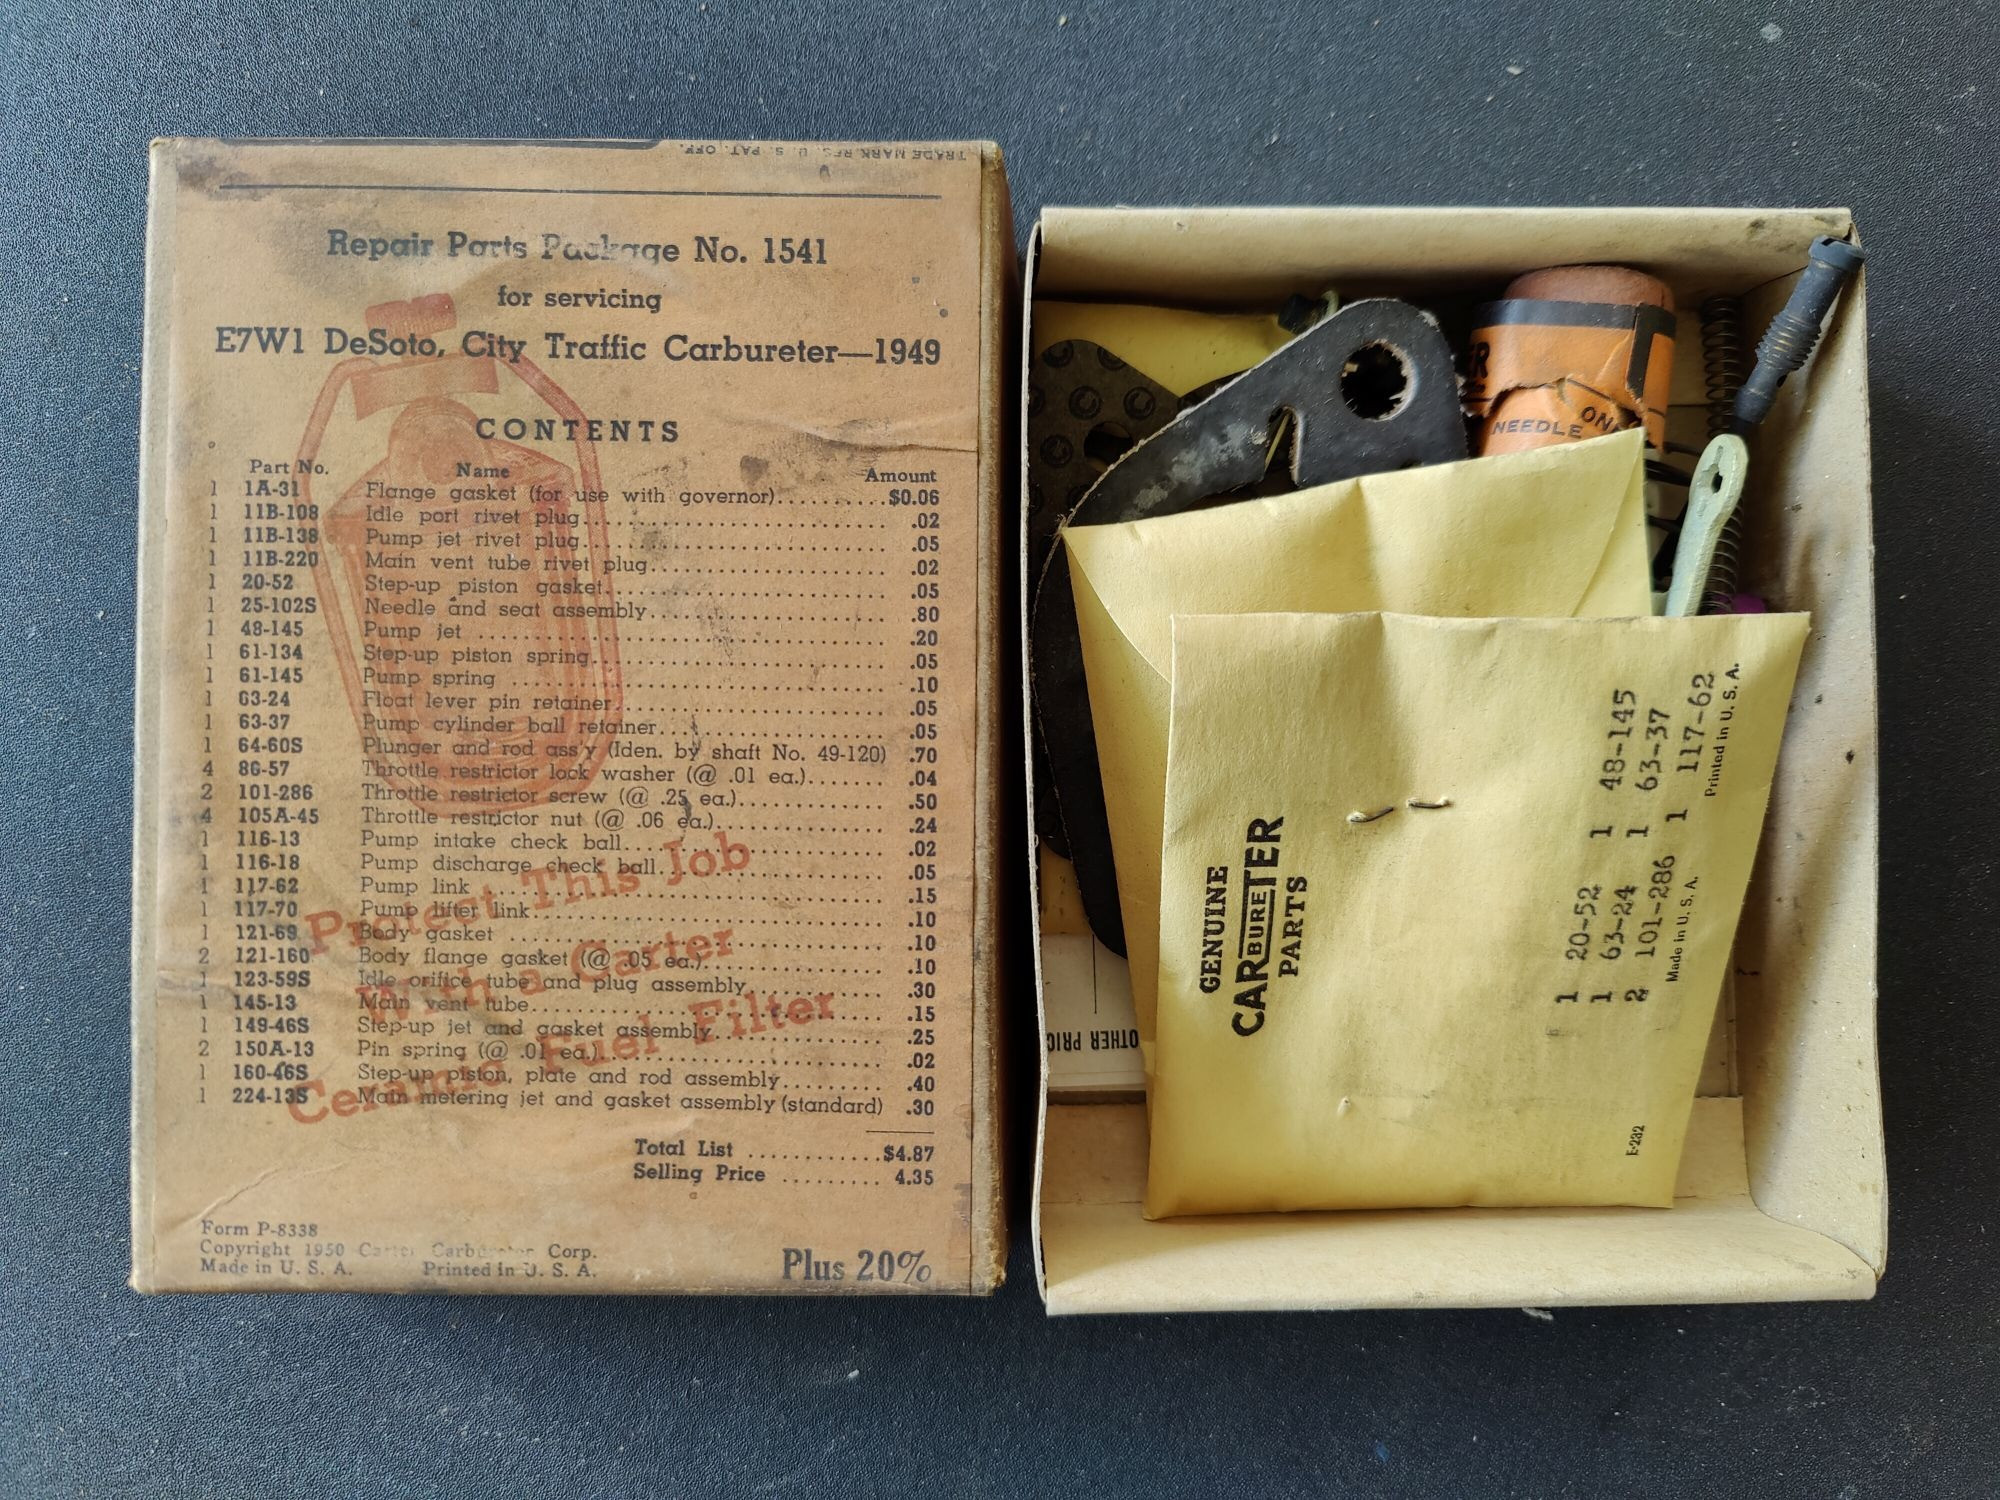 TRADE MARK REG. U. S. PAT. OFF.
Repair Parts Package No. 1541
for servicing
E7W1 DeSoto, City Traffic Carbureter—1949
CONTENTS
Part No. Name Amount
1 1A-31 Flange gasket (for use with governor).......... $0.06
1 11B-108 Idle port rivet plug.......... .02
1 11B-138 Pump jet rivet plug.......... .05
1 11B-220 Main vent tube rivet plug.......... .02
1 20-52 Step-up piston gasket.......... .05
1 25-102S Needle and seat assembly.......... .80
1 48-145 Pump jet .......... .20
1 61-134 Step-up piston spring.......... .05
1 61-145 Pump spring .......... .10
1 63-24 Float lever pin retainer.......... .05
1 63-37 Pump cylinder ball retainer.......... .05
1 64-60S Plunger and rod ass'y (Iden. by shaft No. 49-120) .70
4 86-57 Throttle restrictor lock washer (@ .01 ea.).......... .04
2 101-286 Throttle restrictor screw (@ .25 ea.).......... .50
4 105A-45 Throttle restrictor nut (@ .06 ea.).......... .24
1 116-13 Pump intake check ball.......... .02
1 116-18 Pump discharge check ball.......... .05
1 117-62 Pump link .......... .15
1 117-70 Pump lifter link.......... .10
1 121-69 Body gasket .......... .10
2 121-160 Body flange gasket (@ .05 ea.).......... .10
1 123-59S Idle orifice tube and plug assembly.......... .30
1 145-13 Main vent tube.......... .15
1 149-46S Step-up jet and gasket assembly.......... .25
2 150A-13 Pin spring (@ .01 ea.).......... .02
1 160-46S Step-up piston, plate and rod assembly.......... .40
1 224-13S Main metering jet and gasket assembly (standard) .30
Total List .......... $4.87
Selling Price .......... 4.35
Protect This Job
With a Carter
Ceramic Fuel Filter
Form P-8338
Copyright 1950 Carter Carbureter Corp.
Made in U. S. A. Printed in U. S. A.
Plus 20%
NEEDLE
OTHER
GENUINE
CARBURETER
PARTS
1 20-52 1 48-145
1 63-24 1 63-37
2 101-286 1 117-62
Made in U. S. A. Printed in U. S. A.
E-232